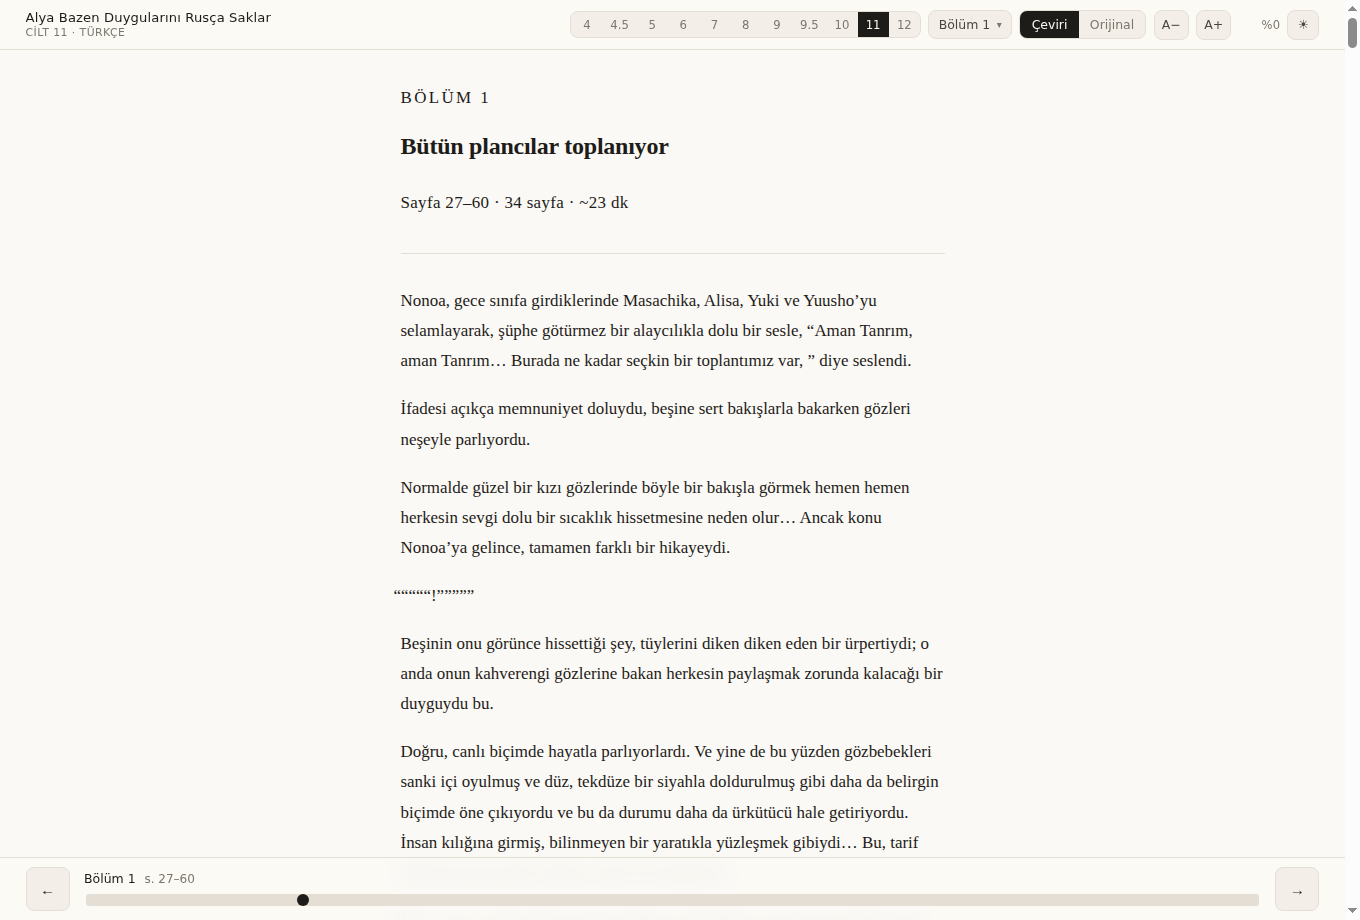 Alya Bazen Duygularını Rusça Saklar
CİLT 11 · TÜRKÇE
4 4.5 5 6 7 8 9 9.5 10 11 12
Bölüm 1 ▾
Çeviri Orijinal
A− A+
%0 ☀
BÖLÜM 1
Bütün plancılar toplanıyor
Sayfa 27–60 · 34 sayfa · ~23 dk
Nonoa, gece sınıfa girdiklerinde Masachika, Alisa, Yuki ve Yuusho’yu
selamlayarak, şüphe götürmez bir alaycılıkla dolu bir sesle, “Aman Tanrım,
aman Tanrım… Burada ne kadar seçkin bir toplantımız var, ” diye seslendi.
İfadesi açıkça memnuniyet doluydu, beşine sert bakışlarla bakarken gözleri
neşeyle parlıyordu.
Normalde güzel bir kızı gözlerinde böyle bir bakışla görmek hemen hemen
herkesin sevgi dolu bir sıcaklık hissetmesine neden olur… Ancak konu
Nonoa’ya gelince, tamamen farklı bir hikayeydi.
“““““!”””””
Beşinin onu görünce hissettiği şey, tüylerini diken diken eden bir ürpertiydi; o
anda onun kahverengi gözlerine bakan herkesin paylaşmak zorunda kalacağı bir
duyguydu bu.
Doğru, canlı biçimde hayatla parlıyorlardı. Ve yine de bu yüzden gözbebekleri
sanki içi oyulmuş ve düz, tekdüze bir siyahla doldurulmuş gibi daha da belirgin
biçimde öne çıkıyordu ve bu da durumu daha da ürkütücü hale getiriyordu.
İnsan kılığına girmiş, bilinmeyen bir yaratıkla yüzleşmek gibiydi… Bu, tarif
← Bölüm 1 s. 27–60 →